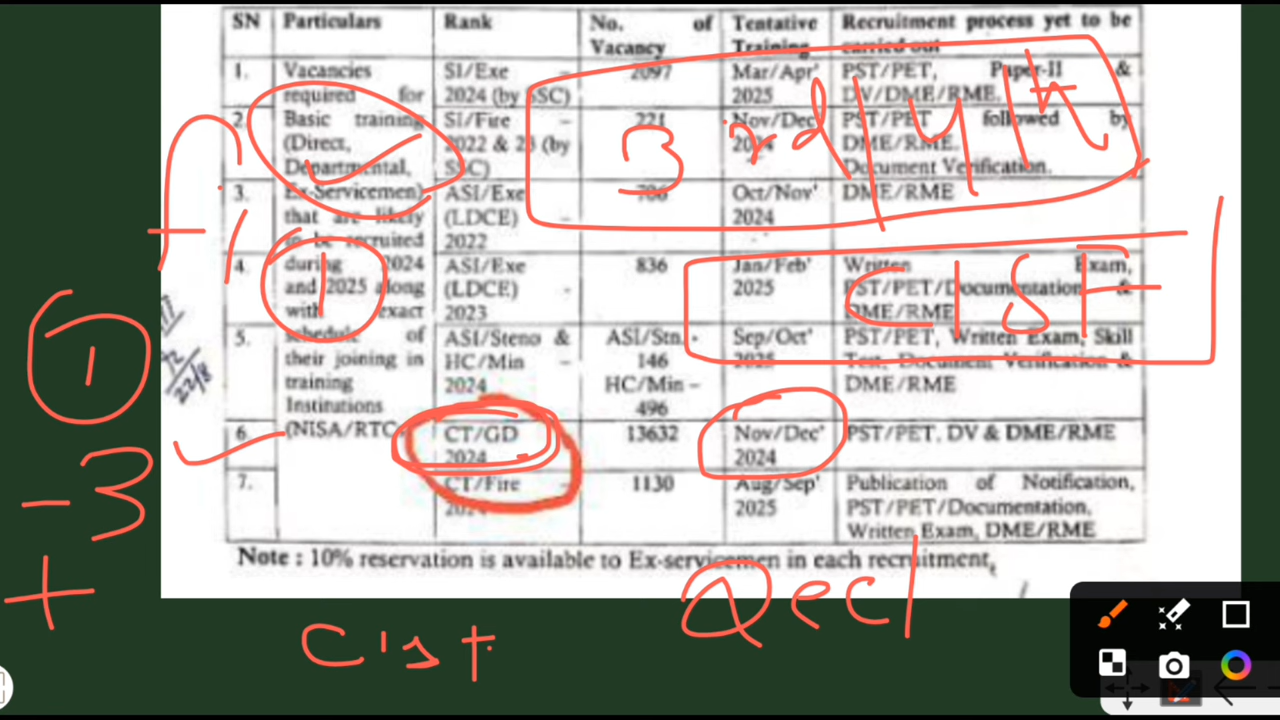 SN Particulars Rank No. of Vacancy Tentative Training Recruitment process yet to be carried out
1. Vacancies required for Basic training (Direct, Departmental, Ex-Servicemen) that are likely to be recruited during 2024 and 2025 along with exact schedule of their joining in training Institutions (NISA/RTC
SI/Exe – 2024 (by SSC) 2097 Mar/Apr' 2025 PST/PET, Paper-II & DV/DME/RME.
2. SI/Fire – 2022 & 23 (by SSC) 221 Nov/Dec 2024 PST/PET followed by DME/RME. Document Verification.
3. ASI/Exe (LDCE) – 2022 Oct/Nov' 2024 DME/RME
4. ASI/Exe (LDCE) - 2023 836 Jan/Feb' 2025 Written Exam, PST/PET/Documentation & DME/RME
5. ASI/Steno & HC/Min – 2024 ASI/Stn. - 146 HC/Min – 496 Sep/Oct' 2025 PST/PET, Written Exam, Skill Test, Document Verification & DME/RME
6. CT/GD 2024 13632 Nov/Dec' 2024 PST/PET, DV & DME/RME
7. CT/Fire – 2024 1130 Aug/Sep' 2025 Publication of Notification, PST/PET/Documentation, Written Exam, DME/RME
Note : 10% reservation is available to Ex-servicemen in each recruitment,
3rd/4th
CISF
1
1
-3
+